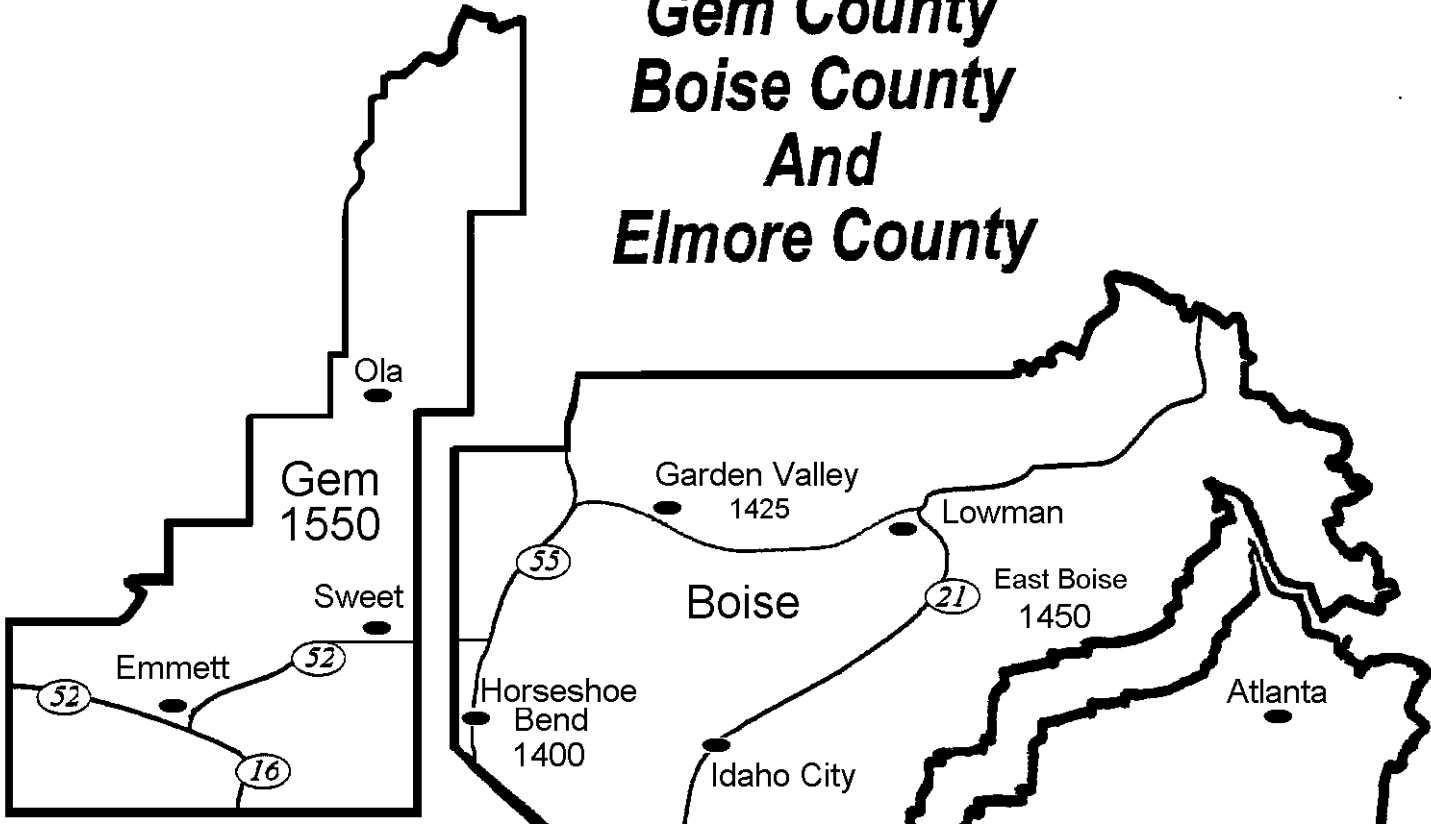 Gem County
Boise County
And
Elmore County
Ola
Gem
1550
Garden Valley
1425
Lowman
55
Sweet
Boise
21
East Boise
1450
52
Emmett
52
Horseshoe
Bend
1400
Atlanta
16
Idaho City